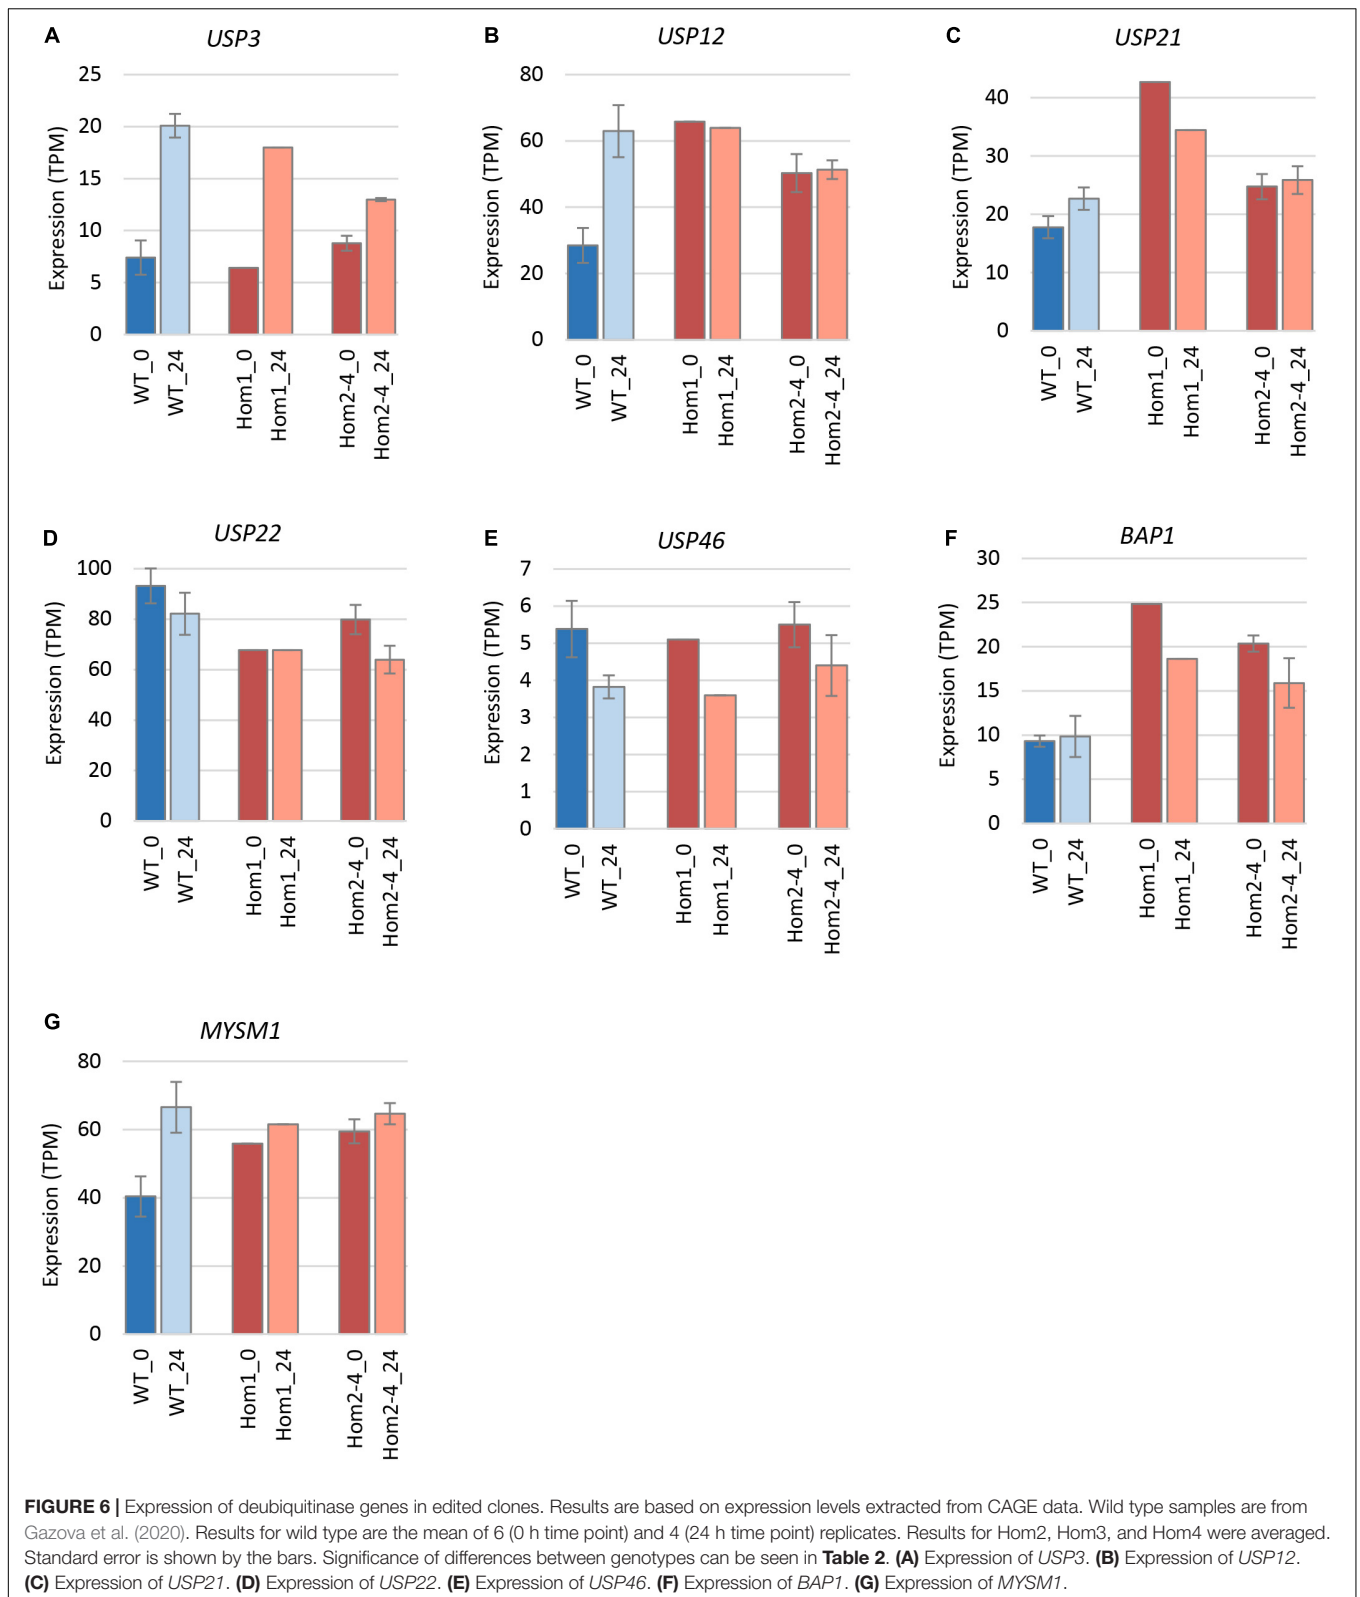 A
USP3
Expression (TPM)
25
20
15
10
5
0
WT_0
WT_24
Hom1_0
Hom1_24
Hom2-4_0
Hom2-4_24
B
USP12
Expression (TPM)
80
60
40
20
0
WT_0
WT_24
Hom1_0
Hom1_24
Hom2-4_0
Hom2-4_24
C
USP21
Expression (TPM)
40
30
20
10
0
WT_0
WT_24
Hom1_0
Hom1_24
Hom2-4_0
Hom2-4_24
D
USP22
Expression (TPM)
100
80
60
40
20
0
WT_0
WT_24
Hom1_0
Hom1_24
Hom2-4_0
Hom2-4_24
E
USP46
Expression (TPM)
7
6
5
4
3
2
1
0
WT_0
WT_24
Hom1_0
Hom1_24
Hom2-4_0
Hom2-4_24
F
BAP1
Expression (TPM)
30
25
20
15
10
5
0
WT_0
WT_24
Hom1_0
Hom1_24
Hom2-4_0
Hom2-4_24
G
MYSM1
Expression (TPM)
80
60
40
20
0
WT_0
WT_24
Hom1_0
Hom1_24
Hom2-4_0
Hom2-4_24
FIGURE 6 | Expression of deubiquitinase genes in edited clones. Results are based on expression levels extracted from CAGE data. Wild type samples are from
Gazova et al. (2020). Results for wild type are the mean of 6 (0 h time point) and 4 (24 h time point) replicates. Results for Hom2, Hom3, and Hom4 were averaged.
Standard error is shown by the bars. Significance of differences between genotypes can be seen in Table 2. (A) Expression of USP3. (B) Expression of USP12.
(C) Expression of USP21. (D) Expression of USP22. (E) Expression of USP46. (F) Expression of BAP1. (G) Expression of MYSM1.